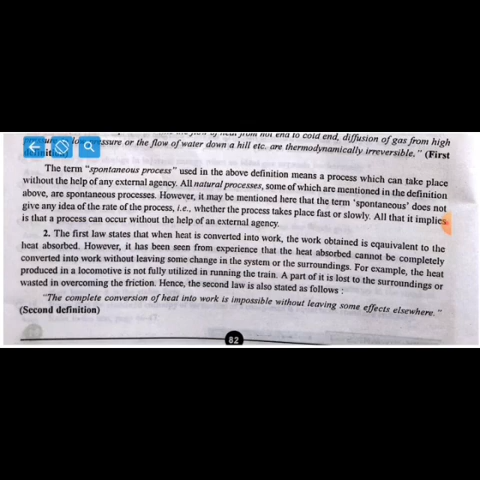 flow of heat from hot end to cold end, diffusion of gas from high
pressure or the flow of water down a hill etc. are thermodynamically irreversible." (First
The term "spontaneous process" used in the above definition means a process which can take place
without the help of any external agency. All natural processes, some of which are mentioned in the definition
above, are spontaneous processes. However, it may be mentioned here that the term 'spontaneous' does not
give any idea of the rate of the process, i.e., whether the process takes place fast or slowly. All that it implies
is that a process can occur without the help of an external agency.
2. The first law states that when heat is converted into work, the work obtained is eqauivalent to the
heat absorbed. However, it has been seen from experience that the heat absorbed cannot be completely
converted into work without leaving some change in the system or the surroundings. For example, the heat
produced in a locomotive is not fully utilized in running the train. A part of it is lost to the surroundings or
wasted in overcoming the friction. Hence, the second law is also stated as follows :
"The complete conversion of heat into work is impossible without leaving some effects elsewhere."
(Second definition)
82